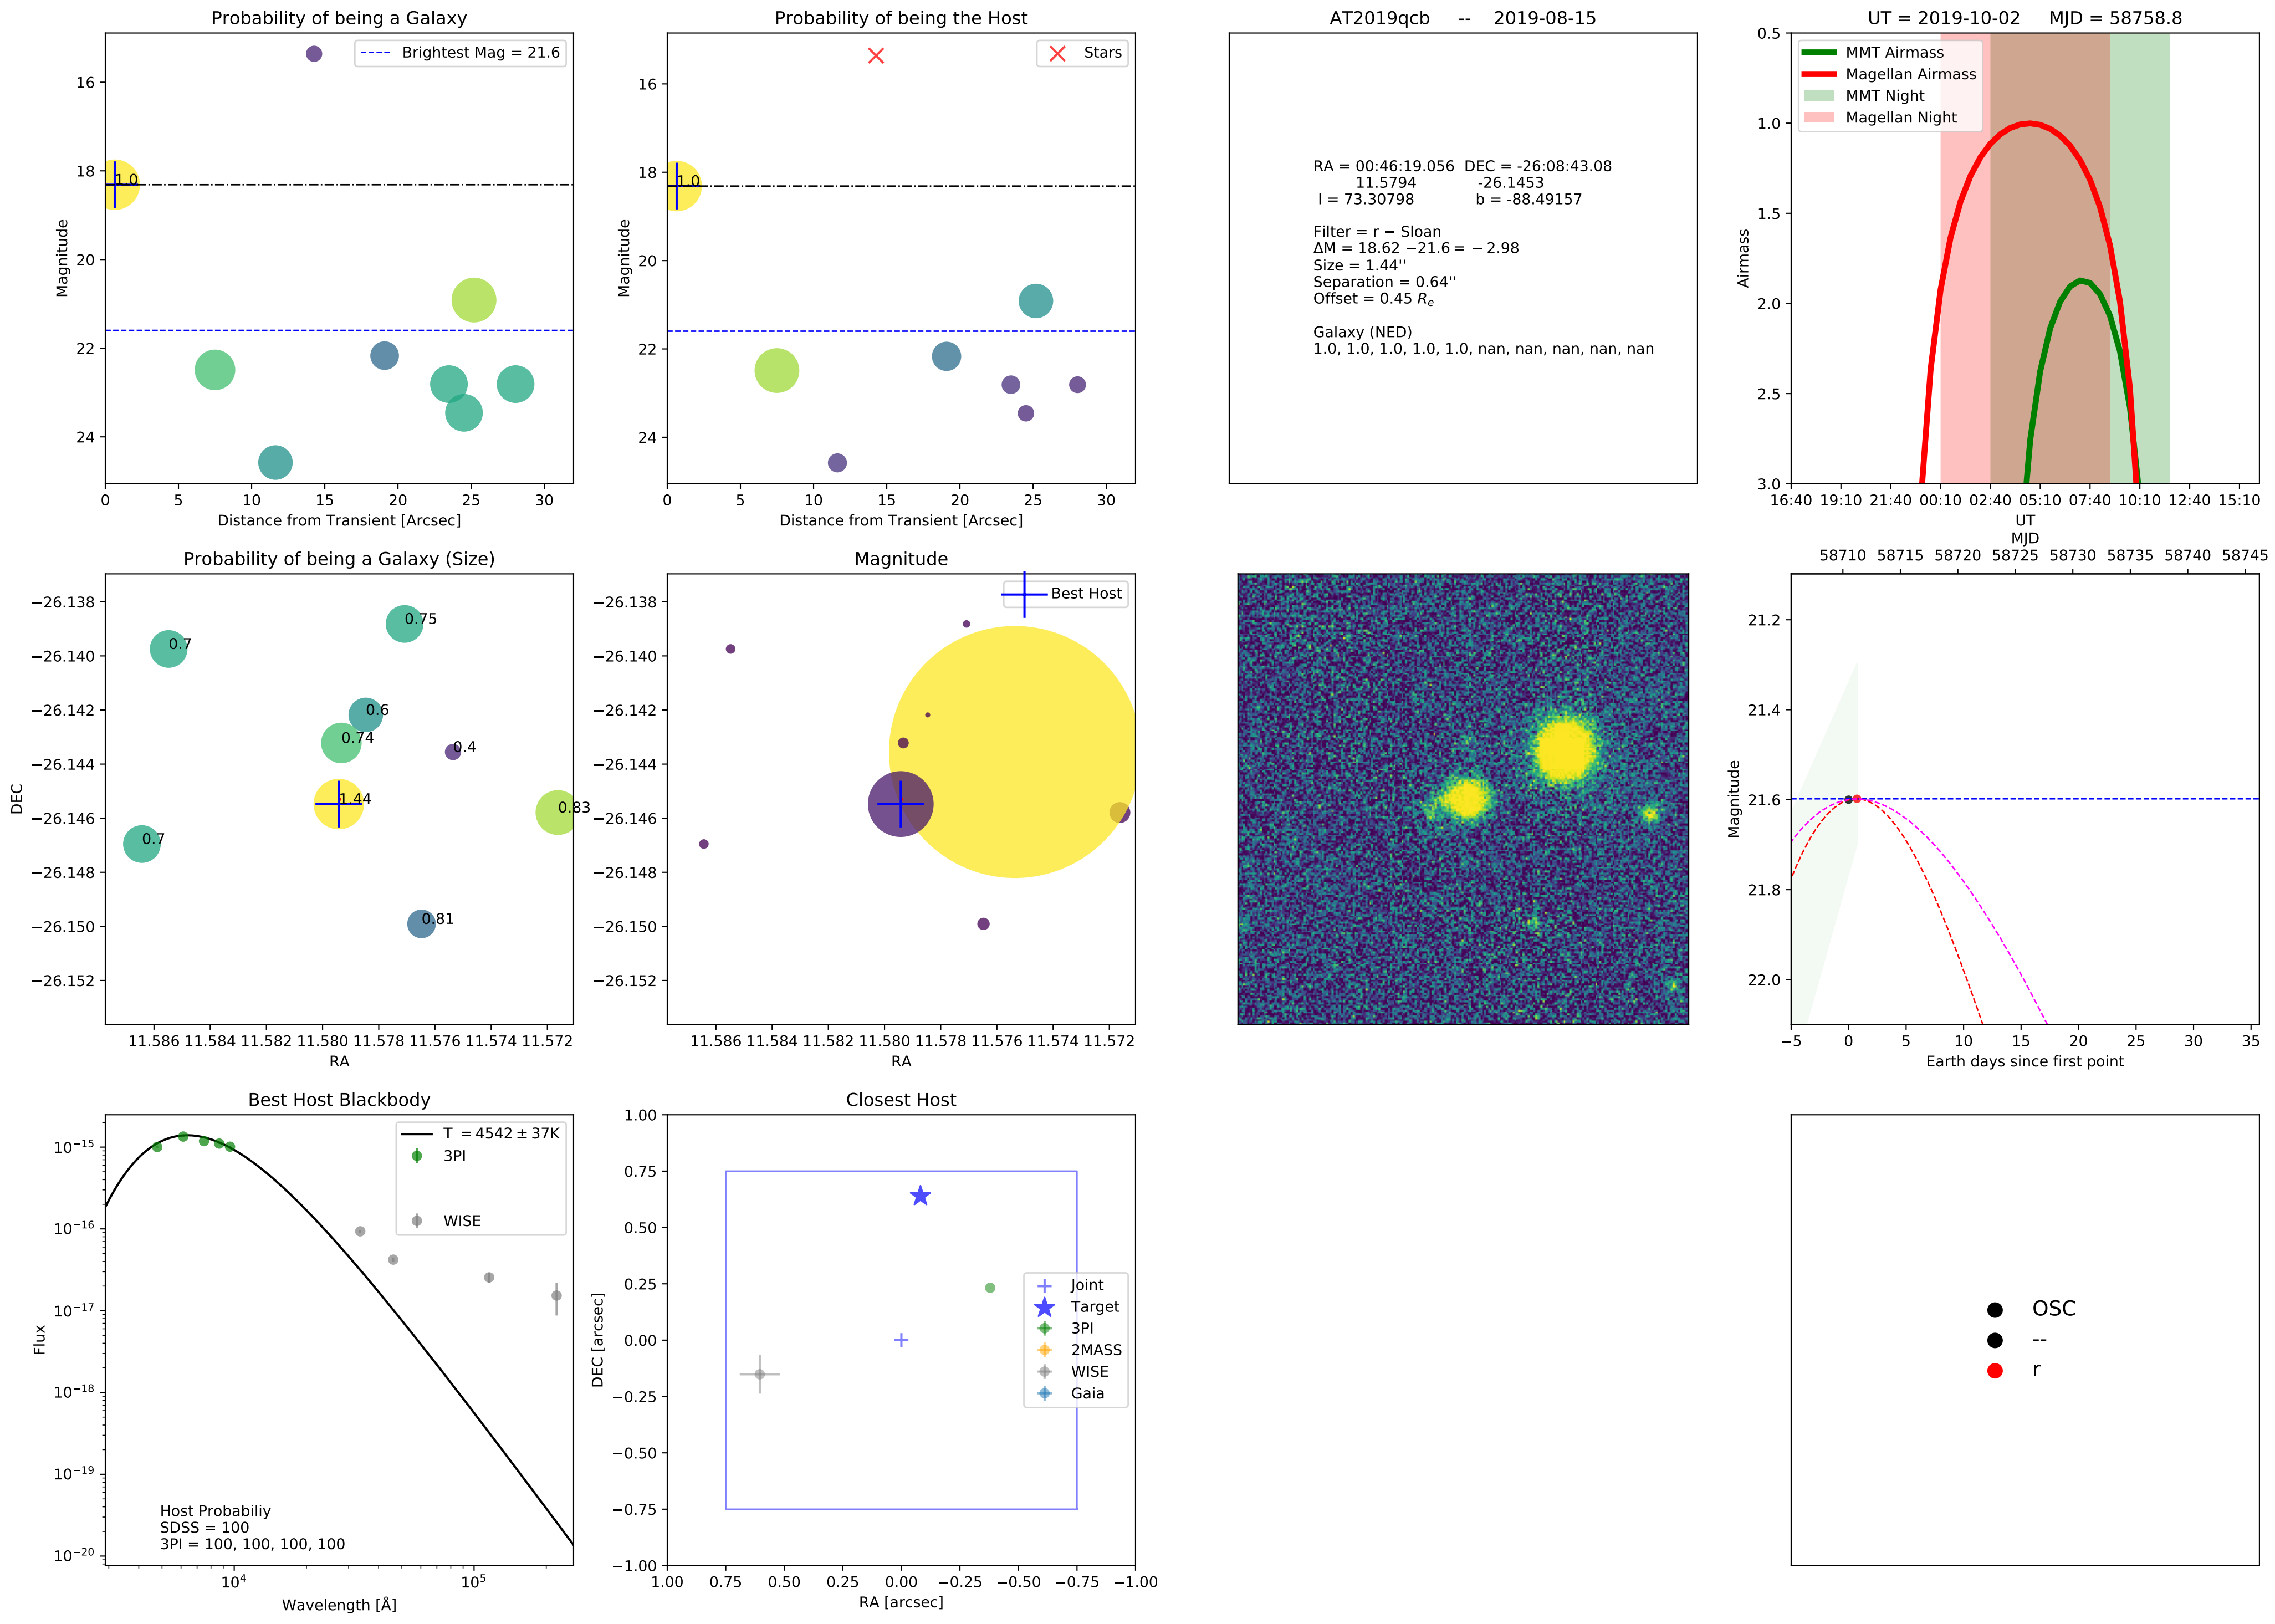 Probability of being a Galaxy
Brightest Mag = 21.6
1.0
Magnitude
16
18
20
22
24
0 5 10 15 20 25 30
Distance from Transient [Arcsec]
Probability of being the Host
Stars
1.0
Magnitude
16
18
20
22
24
0 5 10 15 20 25 30
Distance from Transient [Arcsec]
AT2019qcb -- 2019-08-15
RA = 00:46:19.056 DEC = -26:08:43.08
11.5794 -26.1453
l = 73.30798 b = -88.49157
Filter = r − Sloan
ΔM = 18.62 −21.6 = −2.98
Size = 1.44''
Separation = 0.64''
Offset = 0.45 Re
Galaxy (NED)
1.0, 1.0, 1.0, 1.0, 1.0, nan, nan, nan, nan, nan
UT = 2019-10-02 MJD = 58758.8
MMT Airmass
Magellan Airmass
MMT Night
Magellan Night
Airmass
0.5
1.0
1.5
2.0
2.5
3.0
16:40 19:10 21:40 00:10 02:40 05:10 07:40 10:10 12:40 15:10
UT
Probability of being a Galaxy (Size)
0.75
0.7
0.6
0.74
0.4
1.44
0.83
0.7
0.81
DEC
−26.138
−26.140
−26.142
−26.144
−26.146
−26.148
−26.150
−26.152
11.586 11.584 11.582 11.580 11.578 11.576 11.574 11.572
RA
Magnitude
Best Host
−26.138
−26.140
−26.142
−26.144
−26.146
−26.148
−26.150
−26.152
11.586 11.584 11.582 11.580 11.578 11.576 11.574 11.572
RA
MJD
58710 58715 58720 58725 58730 58735 58740 58745
Magnitude
21.2
21.4
21.6
21.8
22.0
−5 0 5 10 15 20 25 30 35
Earth days since first point
Best Host Blackbody
T = 4542 ± 37K
3PI
WISE
Flux
10−15
10−16
10−17
10−18
10−19
10−20
Host Probabiliy
SDSS = 100
3PI = 100, 100, 100, 100
104 105
Wavelength [Å]
Closest Host
Joint
Target
3PI
2MASS
WISE
Gaia
DEC [arcsec]
1.00
0.75
0.50
0.25
0.00
−0.25
−0.50
−0.75
−1.00
1.00 0.75 0.50 0.25 0.00 −0.25 −0.50 −0.75 −1.00
RA [arcsec]
OSC
--
r